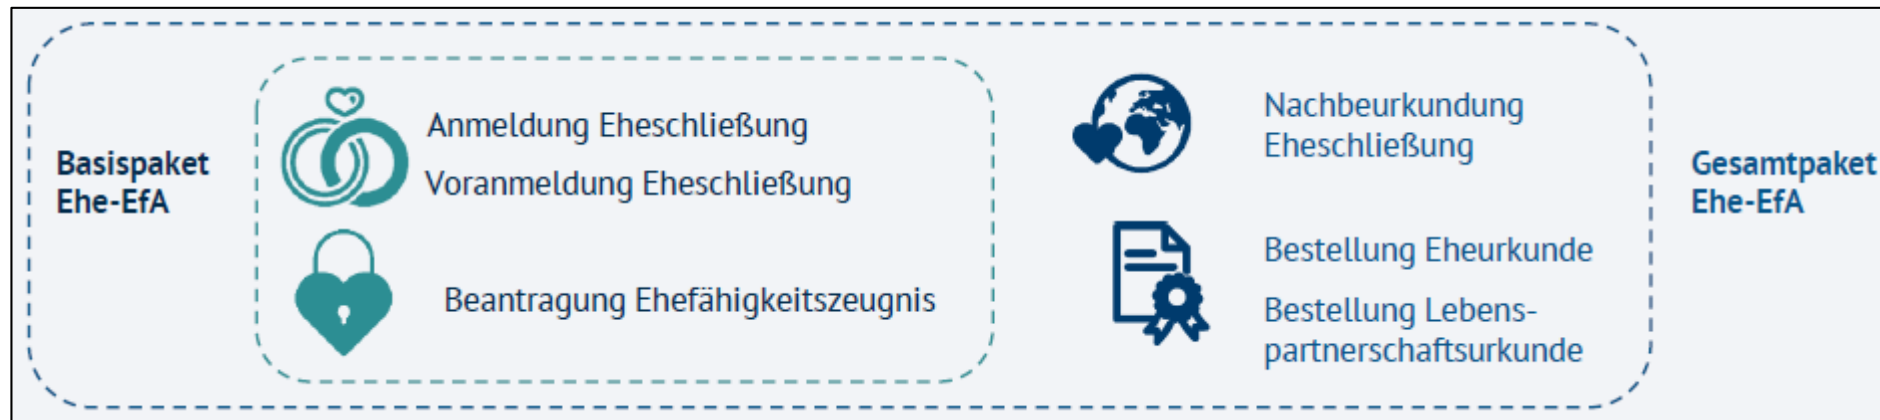 Basispaket
Ehe-EfA
Anmeldung Eheschließung
Voranmeldung Eheschließung
Beantragung Ehefähigkeitszeugnis
Nachbeurkundung
Eheschließung
Bestellung Eheurkunde
Bestellung Lebens-
partnerschaftsurkunde
Gesamtpaket
Ehe-EfA